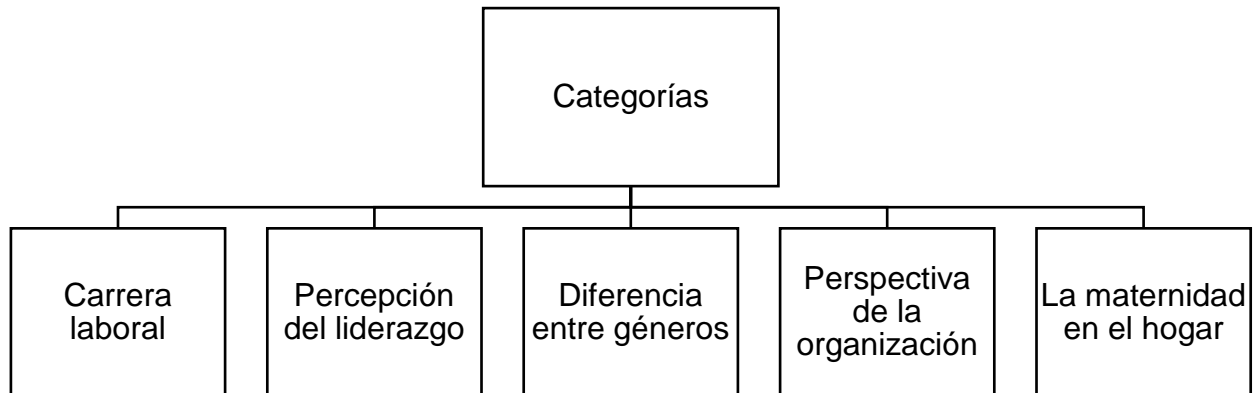 Categorías
Carrera
laboral
Percepción
del liderazgo
Diferencia
entre géneros
Perspectiva
de la
organización
La maternidad
en el hogar